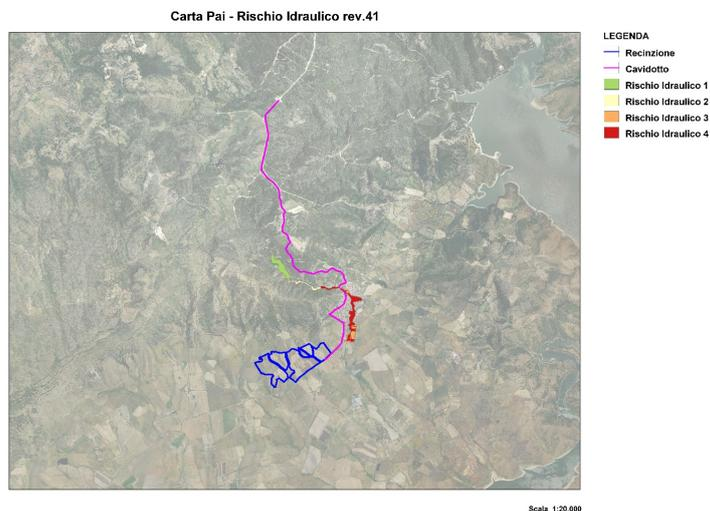 Carta Pai - Rischio Idraulico rev.41
LEGENDA
Recinzione
Cavidotto
Rischio Idraulico 1
Rischio Idraulico 2
Rischio Idraulico 3
Rischio Idraulico 4
Scala 1:20.000